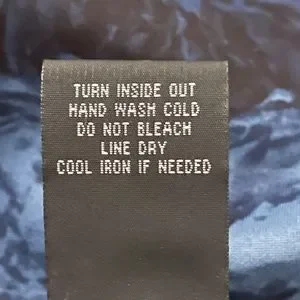 TURN INSIDE OUT
HAND WASH COLD
DO NOT BLEACH
LINE DRY
COOL IRON IF NEEDED